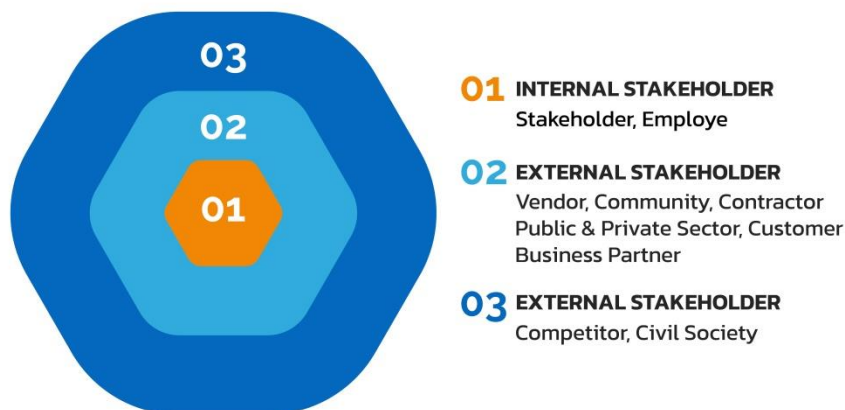 03
02
01
01 INTERNAL STAKEHOLDER
Stakeholder, Employe
02 EXTERNAL STAKEHOLDER
Vendor, Community, Contractor
Public & Private Sector, Customer
Business Partner
03 EXTERNAL STAKEHOLDER
Competitor, Civil Society